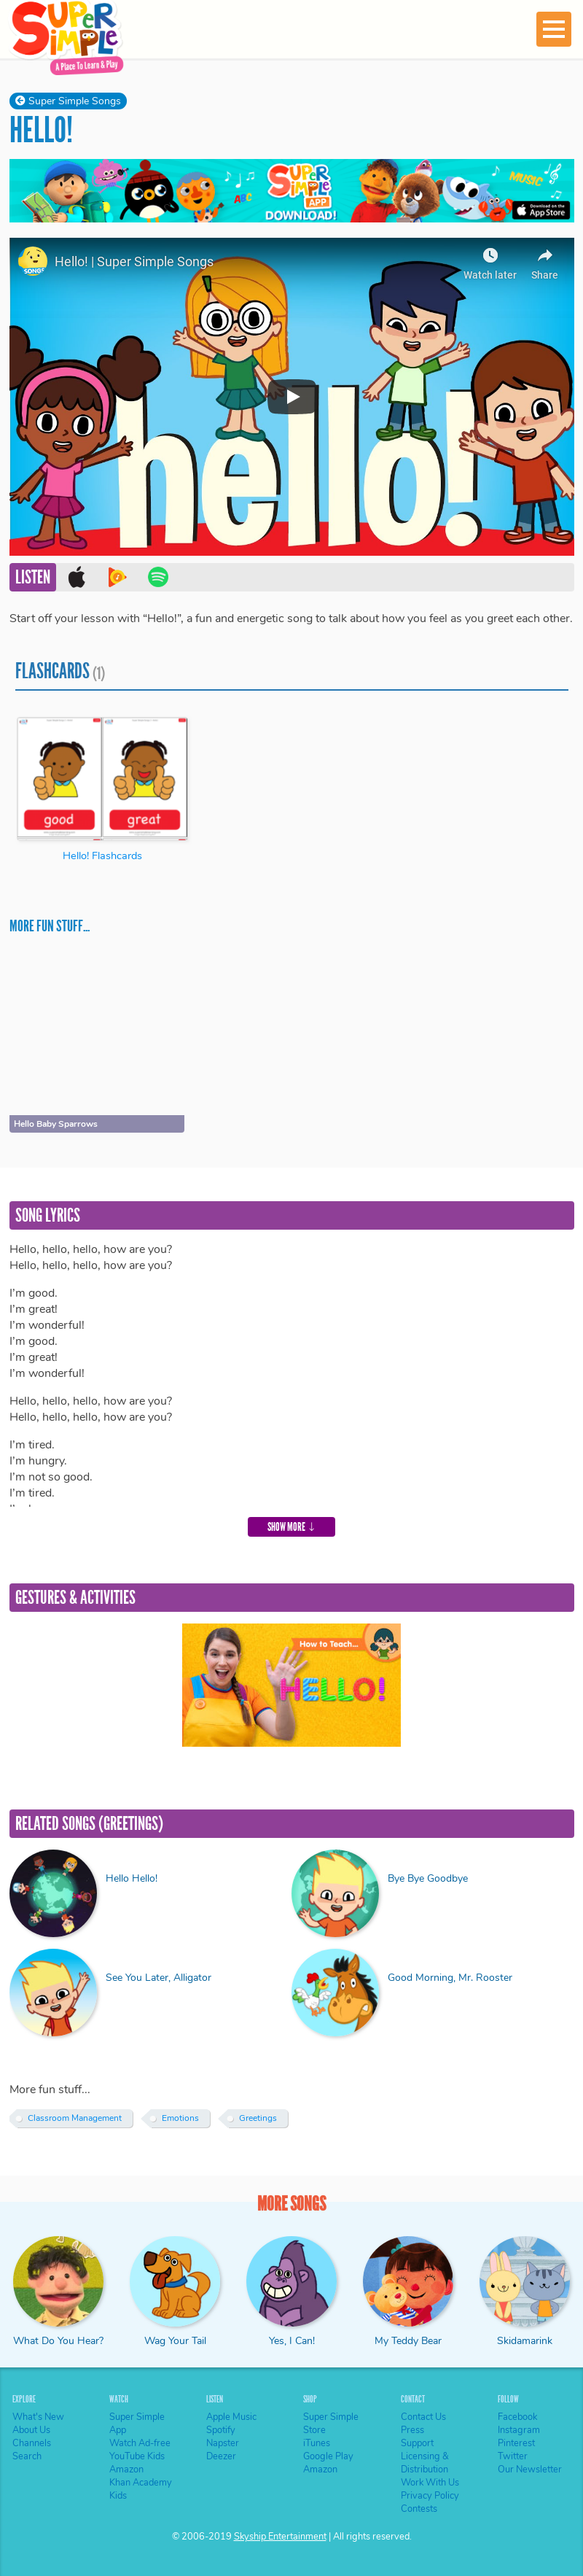 SUPER
SIMPLE
A Place To Learn & Play
Super Simple Songs
HELLO!
ABC
SUPER
SIMPLE
APP
DOWNLOAD!
MUSIC
Download on the
App Store
SONGS
Hello! | Super Simple Songs
Watch later
Share
hello!
LISTEN
Start off your lesson with “Hello!”, a fun and energetic song to talk about how you feel as you greet each other.
FLASHCARDS (1)
good
great
Hello! Flashcards
MORE FUN STUFF...
Hello Baby Sparrows
SONG LYRICS
Hello, hello, hello, how are you?
Hello, hello, hello, how are you?
I'm good.
I'm great!
I'm wonderful!
I'm good.
I'm great!
I'm wonderful!
Hello, hello, hello, how are you?
Hello, hello, hello, how are you?
I'm tired.
I'm hungry.
I'm not so good.
I'm tired.
SHOW MORE ↓
GESTURES & ACTIVITIES
How to Teach...
HELLO!
RELATED SONGS (GREETINGS)
Hello Hello!
Bye Bye Goodbye
See You Later, Alligator
Good Morning, Mr. Rooster
More fun stuff...
Classroom Management
Emotions
Greetings
MORE SONGS
What Do You Hear?
Wag Your Tail
Yes, I Can!
My Teddy Bear
Skidamarink
EXPLORE
What's New
About Us
Channels
Search
WATCH
Super Simple
App
Watch Ad-free
YouTube Kids
Amazon
Khan Academy
Kids
LISTEN
Apple Music
Spotify
Napster
Deezer
SHOP
Super Simple
Store
iTunes
Google Play
Amazon
CONTACT
Contact Us
Press
Support
Licensing &
Distribution
Work With Us
Privacy Policy
Contests
FOLLOW
Facebook
Instagram
Pinterest
Twitter
Our Newsletter
© 2006-2019 Skyship Entertainment | All rights reserved.